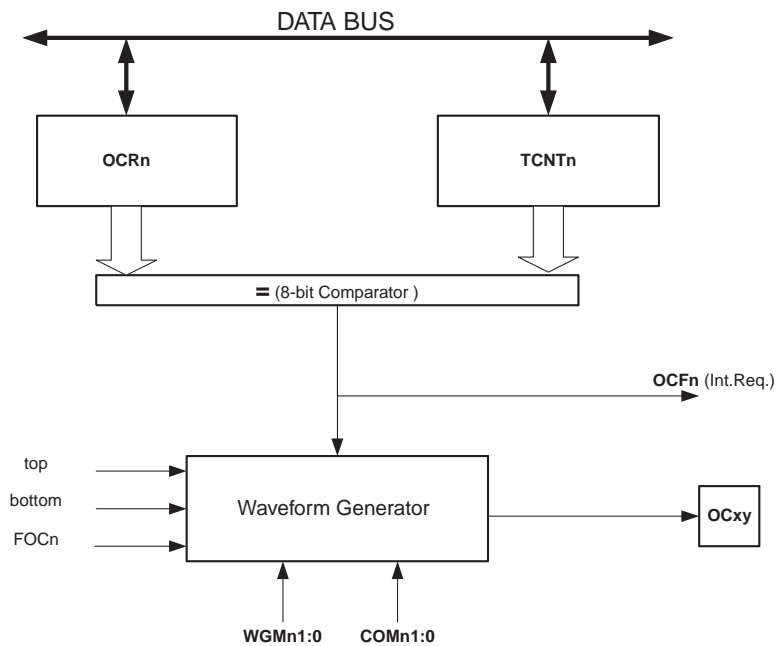 DATA BUS
OCRn
TCNTn
= (8-bit Comparator )
OCFn (Int.Req.)
top
bottom
FOCn
Waveform Generator
OCxy
WGMn1:0
COMn1:0